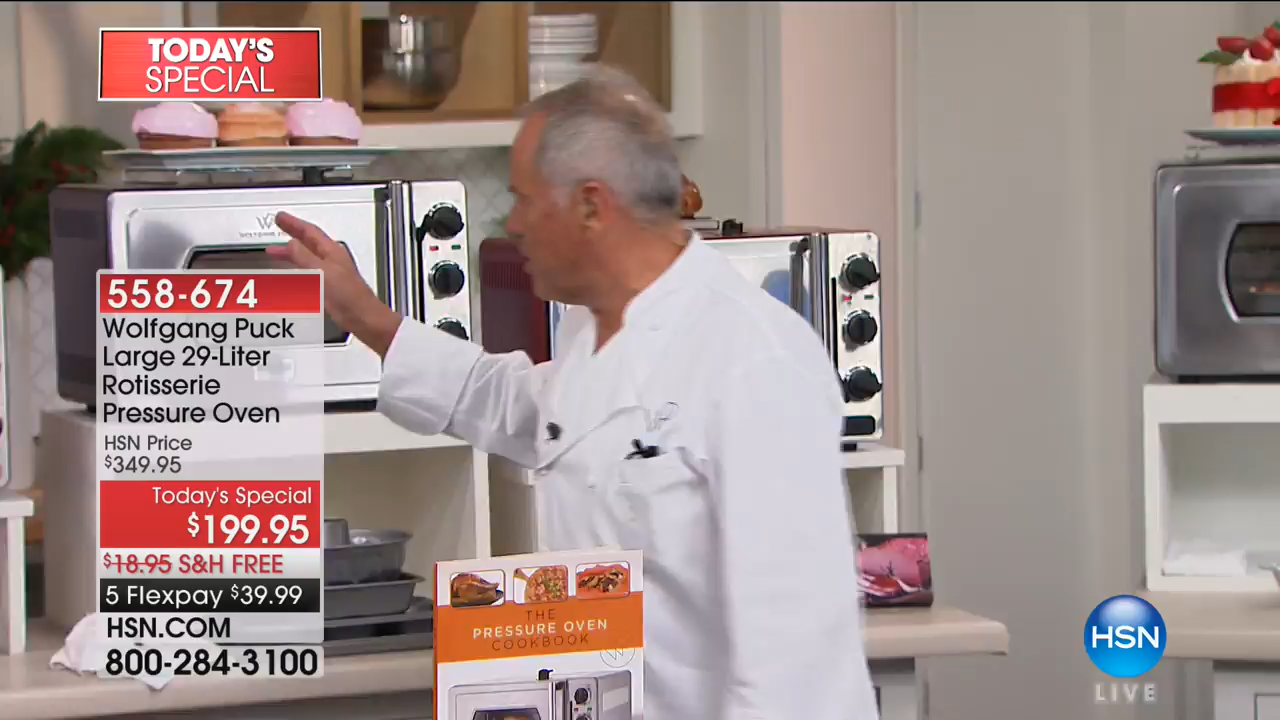 TODAY'S
SPECIAL
558-674
Wolfgang Puck
Large 29-Liter
Rotisserie
Pressure Oven
HSN Price
$349.95
Today's Special
$199.95
$18.95 S&H FREE
5 Flexpay $39.99
HSN.COM
800-284-3100
THE
PRESSURE OVEN
COOKBOOK
HSN
LIVE